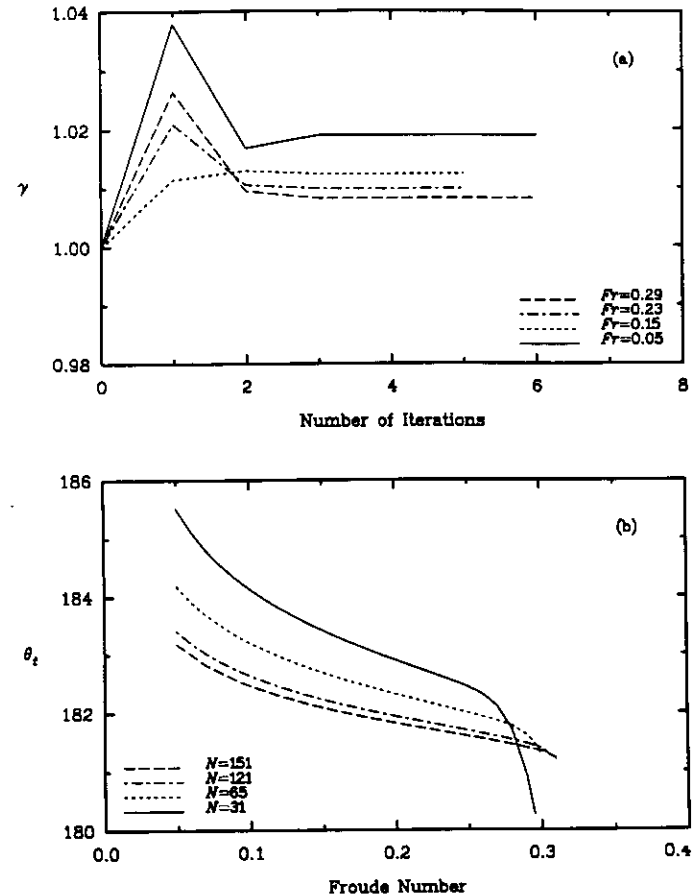 1.04
(a)
1.02
γ
1.00
Fr=0.29
Fr=0.23
Fr=0.15
Fr=0.05
0.98
0 2 4 6 8
Number of Iterations
186
(b)
184
θt
182
N=151
N=121
N=65
N=31
180
0.0 0.1 0.2 0.3 0.4
Froude Number